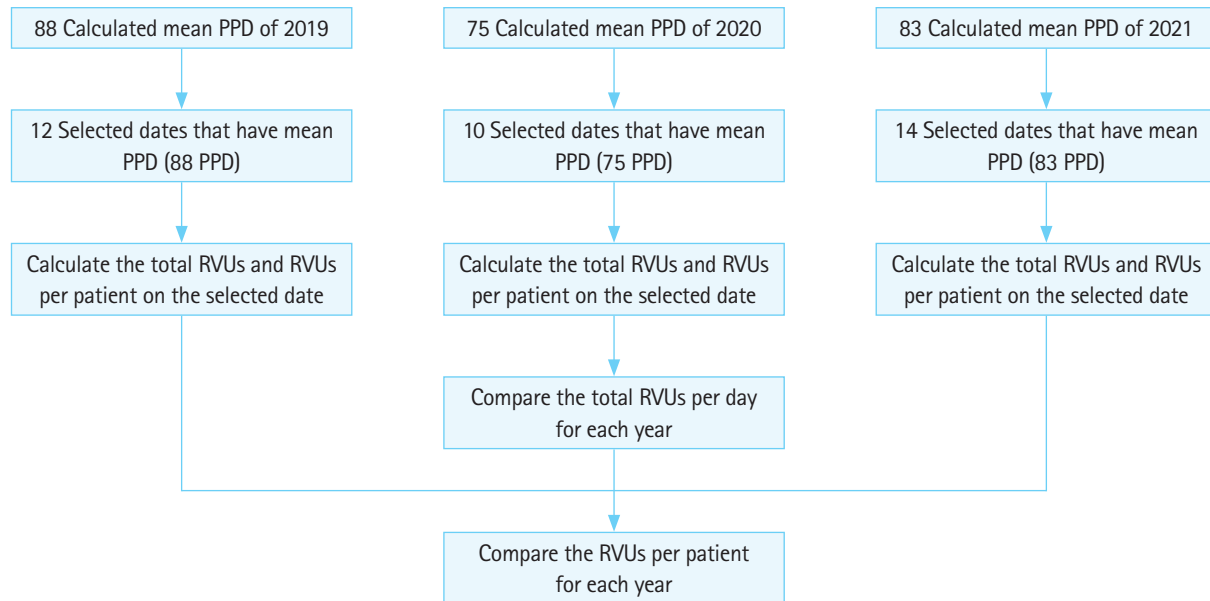 88 Calculated mean PPD of 2019
75 Calculated mean PPD of 2020
83 Calculated mean PPD of 2021
12 Selected dates that have mean
PPD (88 PPD)
10 Selected dates that have mean
PPD (75 PPD)
14 Selected dates that have mean
PPD (83 PPD)
Calculate the total RVUs and RVUs
per patient on the selected date
Calculate the total RVUs and RVUs
per patient on the selected date
Calculate the total RVUs and RVUs
per patient on the selected date
Compare the total RVUs per day
for each year
Compare the RVUs per patient
for each year